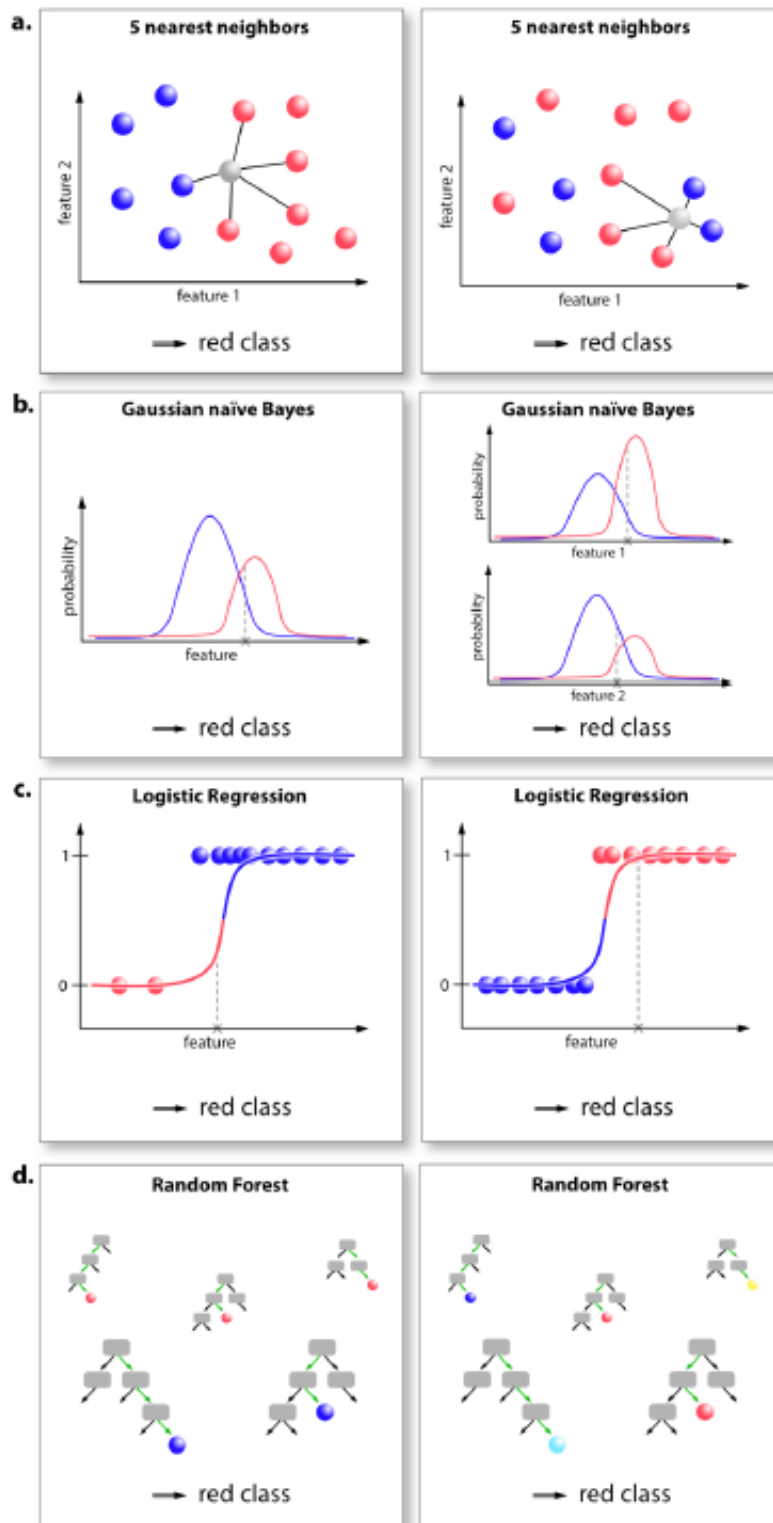 a.
5 nearest neighbors
5 nearest neighbors
feature 2
feature 1
feature 2
feature 1
red class
red class
b.
Gaussian naïve Bayes
Gaussian naïve Bayes
probability
feature
probability
feature 1
probability
feature 2
red class
red class
c.
Logistic Regression
Logistic Regression
1
0
feature
1
0
feature
red class
red class
d.
Random Forest
Random Forest
red class
red class